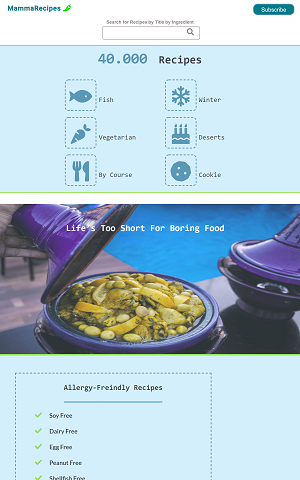 MammaRecipes
Subscribe
Search for Recipes by Title by Ingredient
40.000 Recipes
Fish
Winter
Vegetarian
Deserts
By Course
Cookie
Life's Too Short For Boring Food
Allergy-Freindly Recipes
Soy Free
Dairy Free
Egg Free
Peanut Free
Shellfish Free